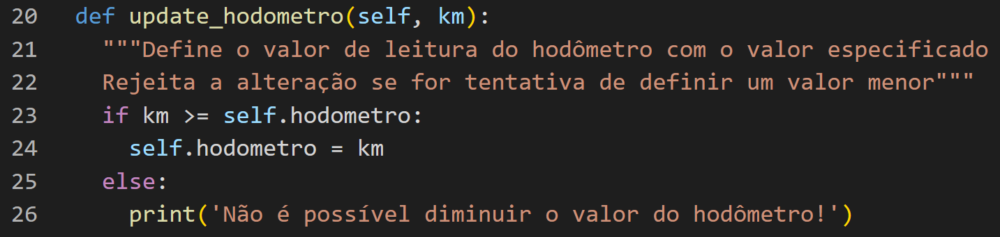 20 def update_hodometro(self, km):
21 """Define o valor de leitura do hodômetro com o valor especificado
22 Rejeita a alteração se for tentativa de definir um valor menor"""
23 if km >= self.hodometro:
24 self.hodometro = km
25 else:
26 print('Não é possível diminuir o valor do hodômetro!')